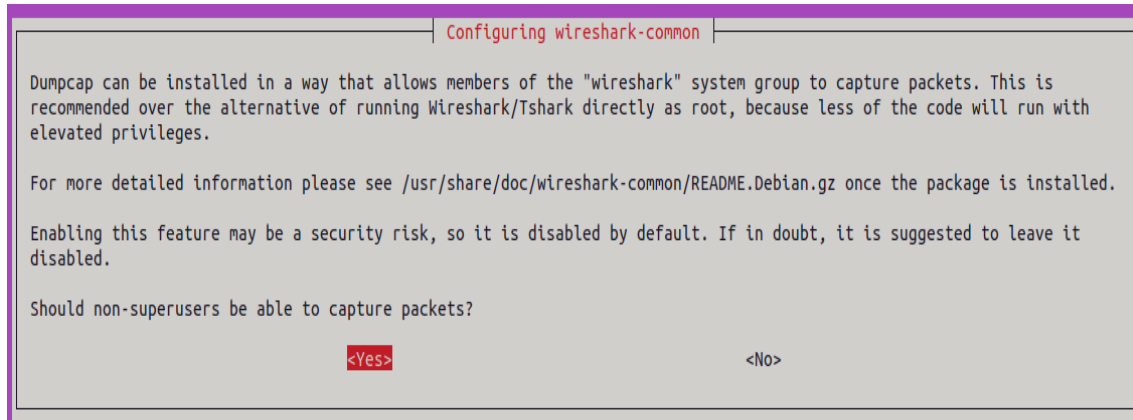 Configuring wireshark-common
Dumpcap can be installed in a way that allows members of the "wireshark" system group to capture packets. This is
recommended over the alternative of running Wireshark/Tshark directly as root, because less of the code will run with
elevated privileges.
For more detailed information please see /usr/share/doc/wireshark-common/README.Debian.gz once the package is installed.
Enabling this feature may be a security risk, so it is disabled by default. If in doubt, it is suggested to leave it
disabled.
Should non-superusers be able to capture packets?
<Yes> <No>